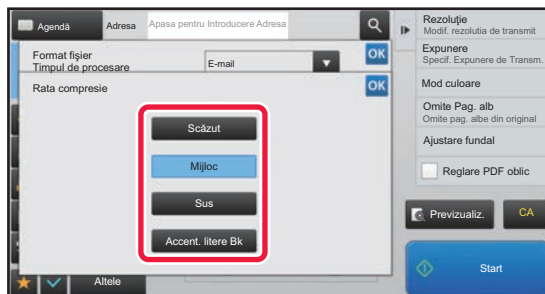 Agendă
Adresa
Apasa pentru Introducere Adresa
Format fișier
Timpul de procesare
E-mail
OK
Rata compresie
OK
Scăzut
Mijloc
Sus
Accent. litere Bk
Altele
Rezoluție
Modif. rezolutia de transmit
Expunere
Specif. Expunere de Transm.
Mod culoare
Omite Pag. alb
Omite pag. albe din original
Ajustare fundal
Reglare PDF oblic
Previzualiz.
CA
Start